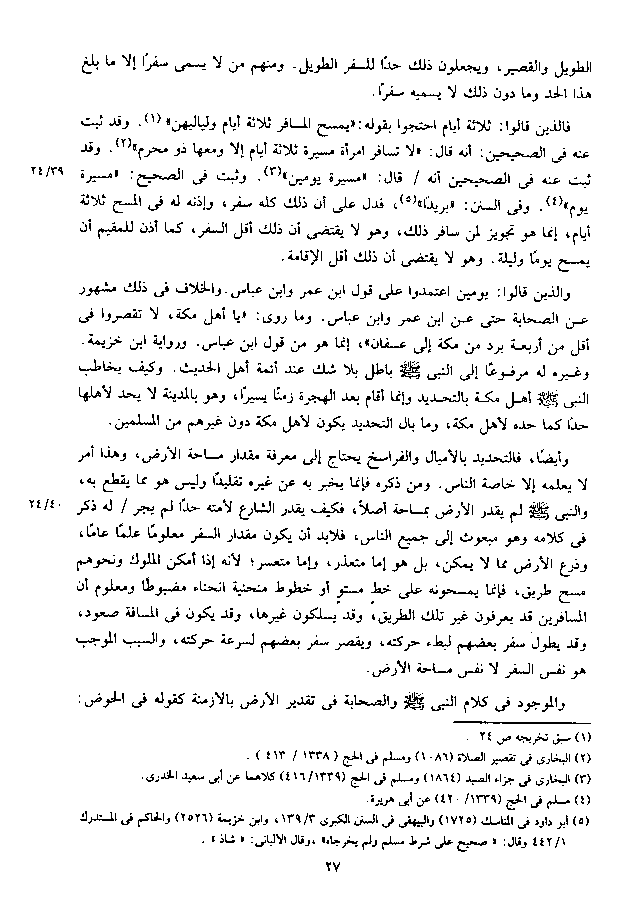 الطويل والقصير، ويجعلون ذلك حدًا للسفر الطويل. ومنهم من لا يسمى سفرًا إلا ما بلغ
هذا الحد وما دون ذلك لا يسميه سفرًا.
فالذين قالوا: ثلاثة أيام احتجوا بقوله: «يمسح المسافر ثلاثة أيام ولياليهن» (١). وقد ثبت
عنه فى الصحيحين: أنه قال: «لا تسافر امرأة مسيرة ثلاثة أيام إلا ومعها ذو محرم»(٢). وقد
ثبت عنه فى الصحيحين أنه / قال: «مسيرة يومين»(٣). وثبت فى الصحيح: «مسيرة
٢٤/٣٩
يوم»(٤). وفى السنن: «بريدًا»(٥)، فدل على أن ذلك كله سفر، وإذنه له فى المسح ثلاثة
أيام، إنما هو تجويز لمن سافر ذلك، وهو لا يقتضى أن ذلك أقل السفر، كما أذن للمقيم أن
يمسح يومًا وليلة. وهو لا يقتضى أن ذلك أقل الإقامة.
والذين قالوا: يومين اعتمدوا على قول ابن عمر وابن عباس. والخلاف فى ذلك مشهور
عن الصحابة حتى عن ابن عمر وابن عباس. وما روى: «يا أهل مكة، لا تقصروا فى
أقل من أربعة برد من مكة إلى عسفان»، إنما هو من قول ابن عباس. ورواية ابن خزيمة.
وغيره له مرفوعًا إلى النبى ﷺ باطل بلا شك عند أئمة أهل الحديث. وكيف يخاطب
النبى ﷺ أهل مكة بالتحديد وإنما أقام بعد الهجرة زمنًا يسيرًا، وهو بالمدينة لا يحد لأهلها
حدًا كما حده لأهل مكة، وما بال التحديد يكون لأهل مكة دون غيرهم من المسلمين.
وأيضًا، فالتحديد بالأميال والفراسخ يحتاج إلى معرفة مقدار مساحة الأرض، وهذا أمر
لا يعلمه إلا خاصة الناس. ومن ذكره فإنما يخبر به عن غيره تقليدًا وليس هو مما يقطع به،
والنبى ﷺ لم يقدر الأرض بمساحة أصلاً، فكيف يقدر الشارع لأمته حدًا لم يجر / له ذكر
٢٤/٤٠
فى كلامه وهو مبعوث إلى جميع الناس، فلابد أن يكون مقدار السفر معلومًا علمًا عامًا،
وذرع الأرض مما لا يمكن، بل هو إما متعذر، وإما متعسر؛ لأنه إذا أمكن الملوك ونحوهم
مسح طريق، فإنما يمسحونه على خط مستوٍ أو خطوط منحنية انحناء مضبوطًا ومعلوم أن
المسافرين قد يعرفون غير تلك الطريق، وقد يسلكون غيرها، وقد يكون فى المسافة صعود،
وقد يطول سفر بعضهم لبطء حركته، ويقصر سفر بعضهم لسرعة حركته، والسبب الموجب
هو نفس السفر لا نفس مساحة الأرض.
والموجود فى كلام النبى ﷺ والصحابة فى تقدير الأرض بالأزمنة كقوله فى الحوض:
(١) سبق تخريجه ص ٢٤ .
(٢) البخارى فى تقصير الصلاة (١٠٨٦) ومسلم فى الحج ( ١٣٣٨ / ٤١٣ ) .
(٣) البخارى فى جزاء الصيد (١٨٦٤) ومسلم فى الحج (٤١٦/١٣٣٩) كلاهما عن أبى سعيد الخدرى.
(٤) مسلم فى الحج (٤٢٠/١٣٣٩) عن أبى هريرة.
(٥) أبو داود فى المناسك (١٧٢٥) والبيهقى فى السنن الكبرى ١٣٩/٣، وابن خزيمة (٢٥٢٦) والحاكم فى المستدرك
٤٤٢/١ وقال: « صحيح على شرط مسلم ولم يخرجاه» ،وقال الألبانى: « شاذ » .
٢٧